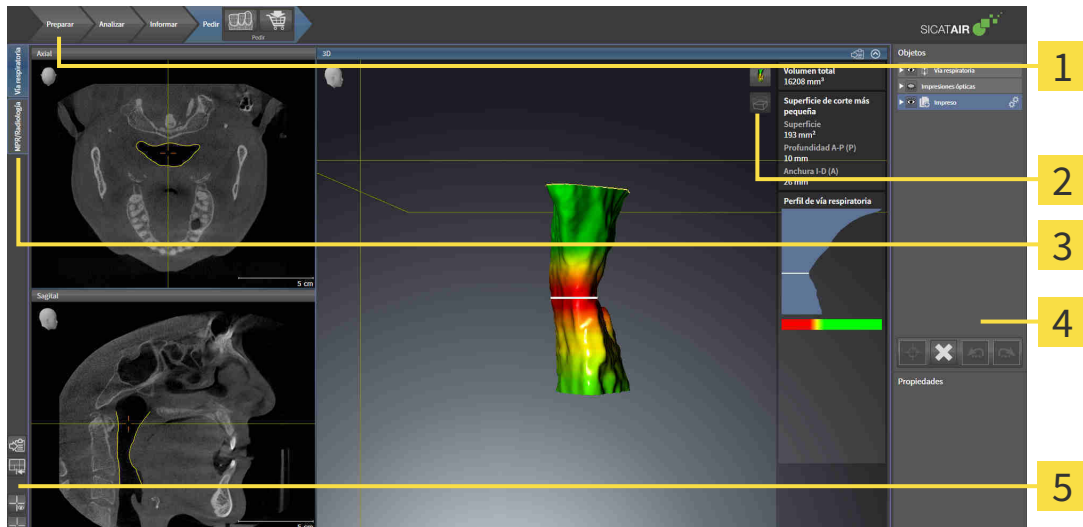 Preparar
Analizar
Informar
Pedir
Pedir
SICATAIR
Vía respiratoria
MPR/Radiología
Axial
5 cm
Sagital
5 cm
3D
Volumen total
16208 mm³
Superficie de corte más
pequeña
Superficie
193 mm²
Profundidad A-P (P)
10 mm
Anchura I-D (A)
26 mm
Perfil de vía respiratoria
Objetos
Vía respiratoria
Impresiones ópticas
Impreso
Propiedades
1
2
3
4
5